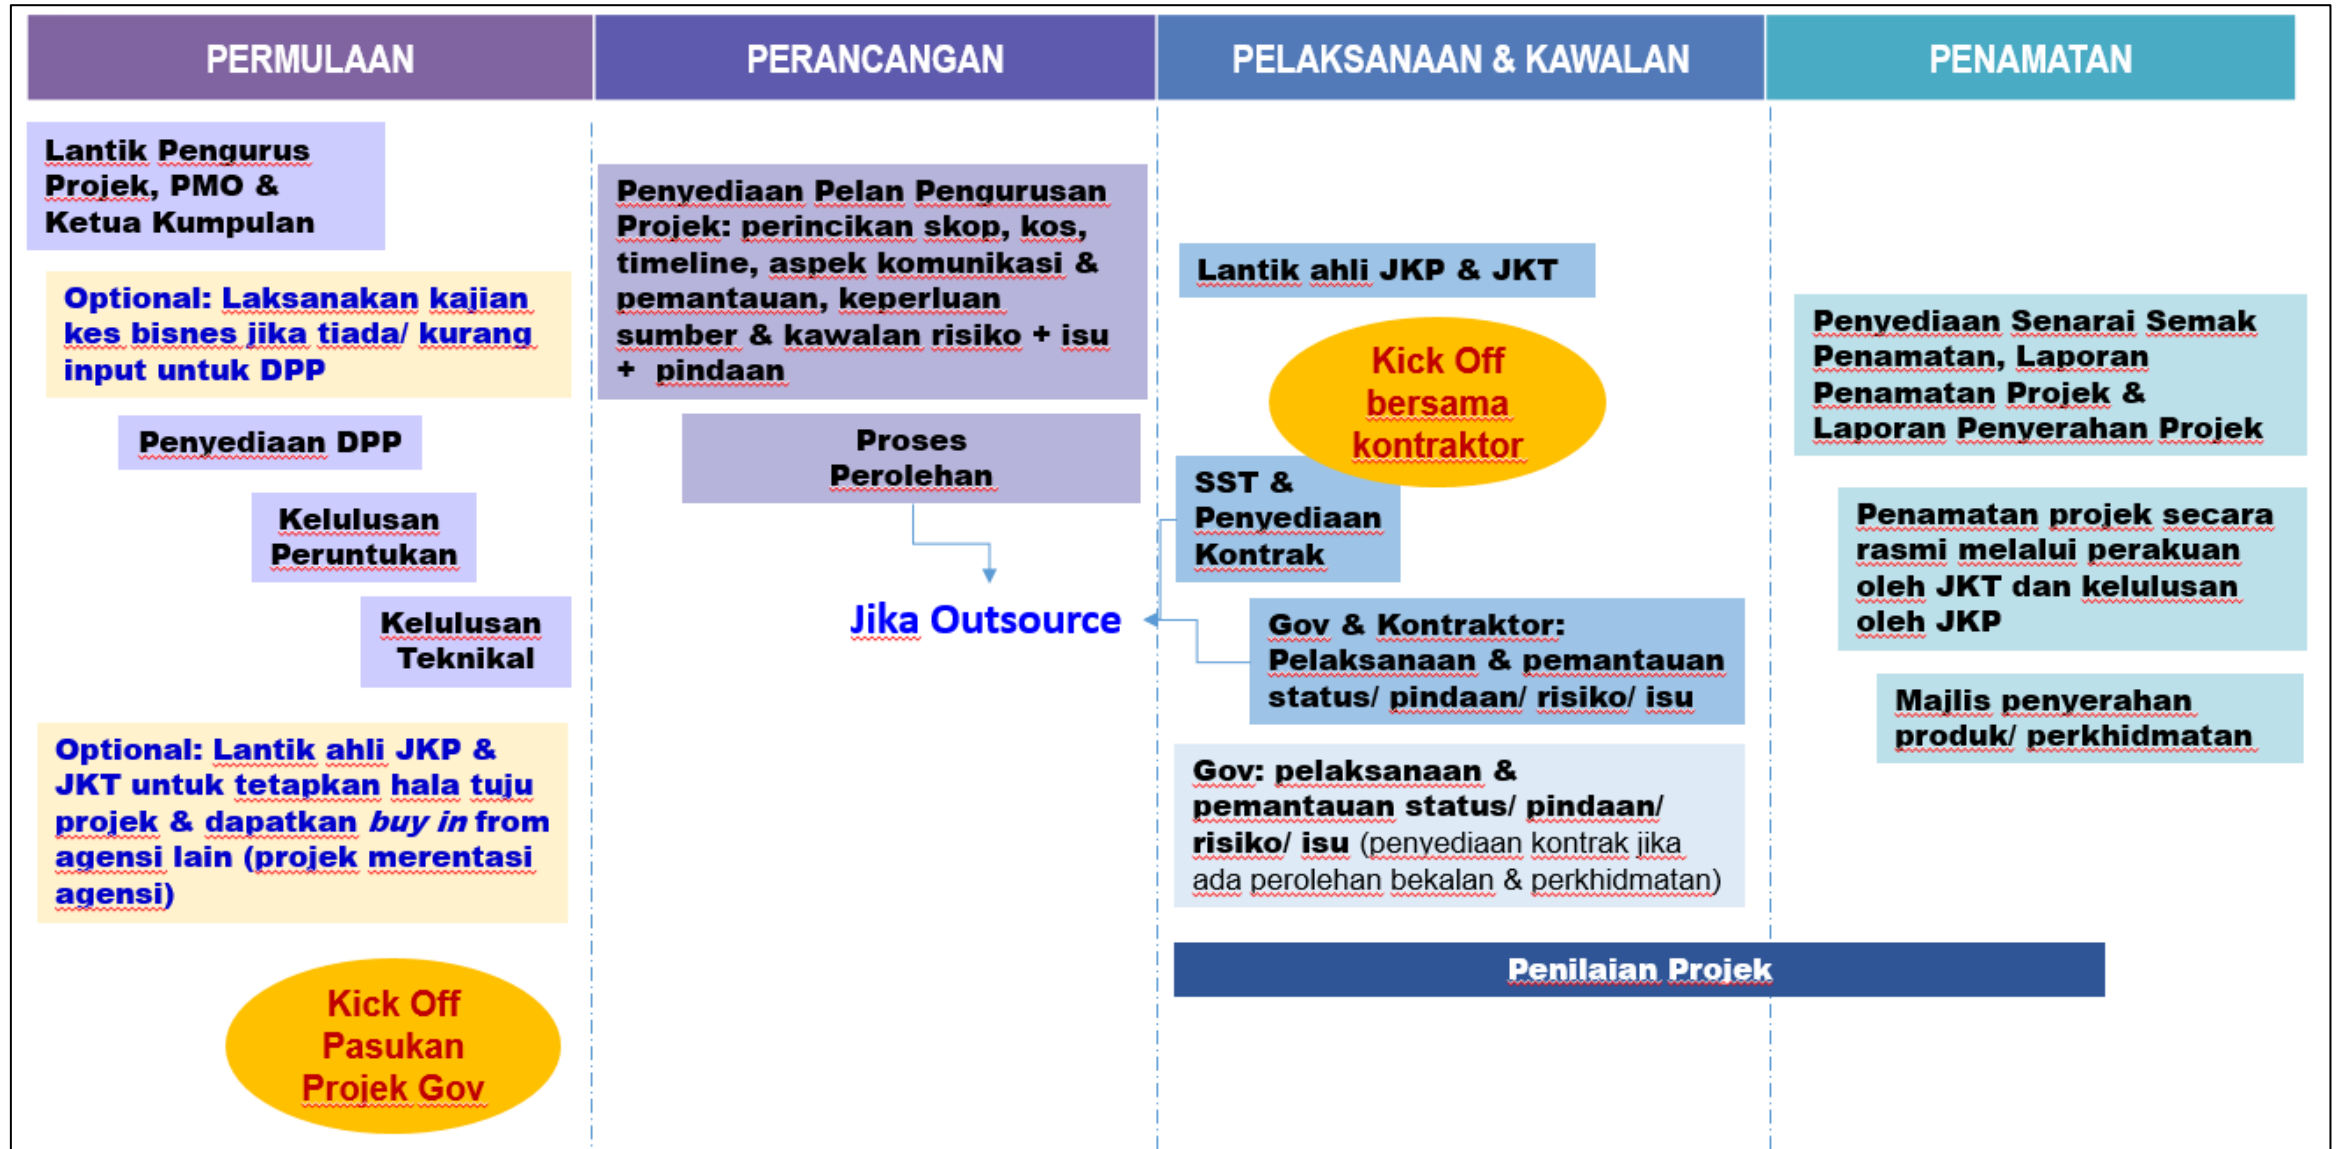 PERMULAAN
PERANCANGAN
PELAKSANAAN & KAWALAN
PENAMATAN
Lantik Pengurus
Projek, PMO &
Ketua Kumpulan
Optional: Laksanakan kajian
kes bisnes jika tiada/ kurang
input untuk DPP
Penyediaan DPP
Kelulusan
Peruntukan
Kelulusan
Teknikal
Optional: Lantik ahli JKP &
JKT untuk tetapkan hala tuju
projek & dapatkan buy in from
agensi lain (projek merentasi
agensi)
Kick Off
Pasukan
Projek Gov
Penyediaan Pelan Pengurusan
Projek: perincikan skop, kos,
timeline, aspek komunikasi &
pemantauan, keperluan
sumber & kawalan risiko + isu
+ pindaan
Proses
Perolehan
Jika Outsource
Lantik ahli JKP & JKT
Kick Off
bersama
kontraktor
SST &
Penyediaan
Kontrak
Gov & Kontraktor:
Pelaksanaan & pemantauan
status/ pindaan/ risiko/ isu
Gov: pelaksanaan &
pemantauan status/ pindaan/
risiko/ isu (penyediaan kontrak jika
ada perolehan bekalan & perkhidmatan)
Penilaian Projek
Penyediaan Senarai Semak
Penamatan, Laporan
Penamatan Projek &
Laporan Penyerahan Projek
Penamatan projek secara
rasmi melalui perakuan
oleh JKT dan kelulusan
oleh JKP
Majlis penyerahan
produk/ perkhidmatan